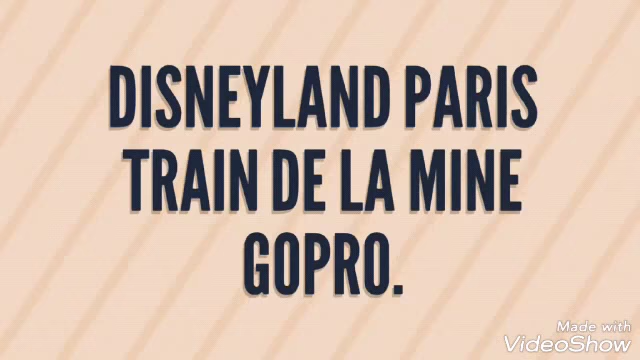 DISNEYLAND PARIS
TRAIN DE LA MINE
GOPRO.
Made with
VideoShow